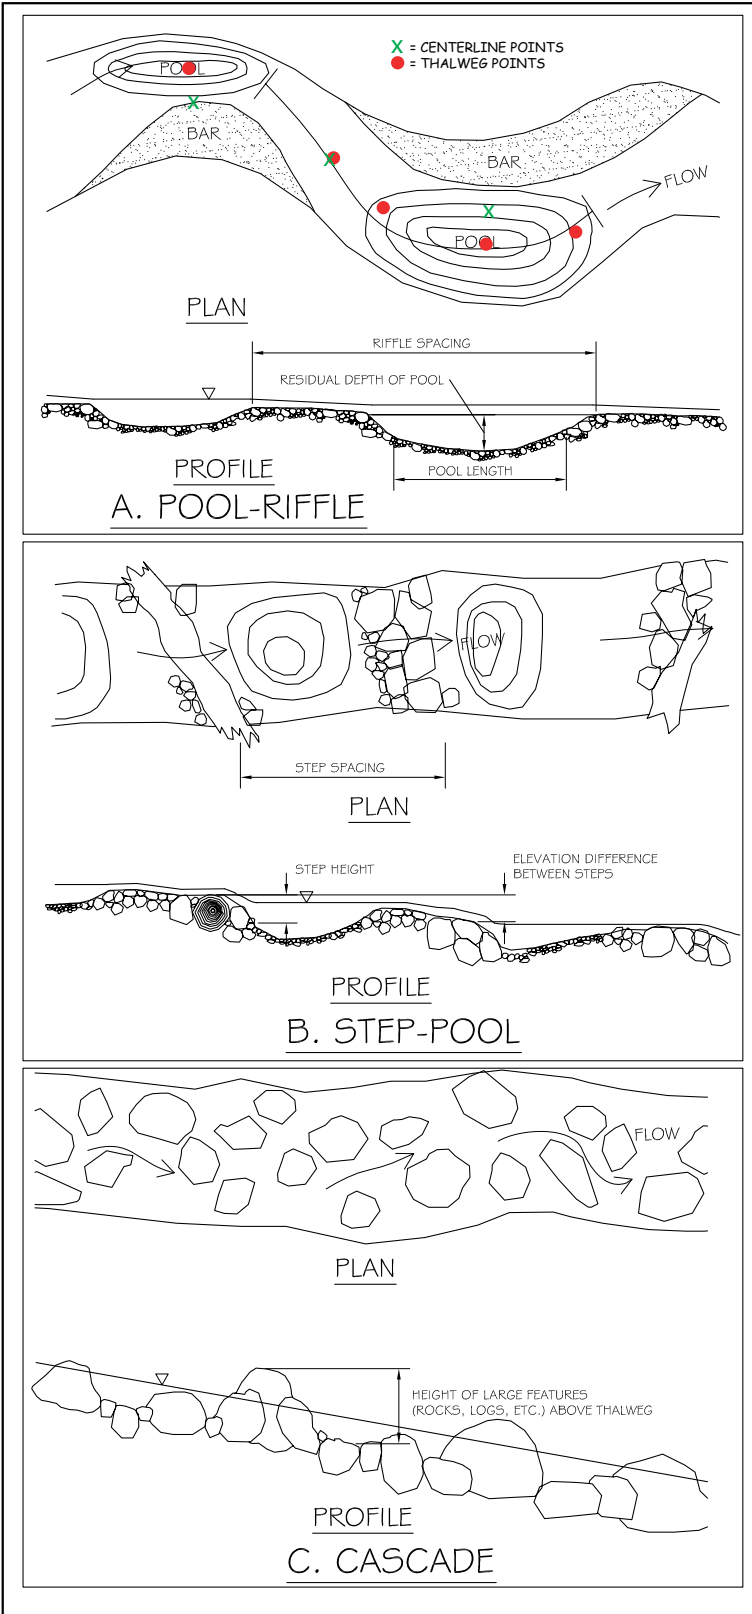 X = CENTERLINE POINTS
= THALWEG POINTS
POOL
BAR
BAR
FLOW
POOL
PLAN
RIFFLE SPACING
RESIDUAL DEPTH OF POOL
POOL LENGTH
PROFILE
A. POOL-RIFFLE
FLOW
STEP SPACING
PLAN
STEP HEIGHT
ELEVATION DIFFERENCE
BETWEEN STEPS
PROFILE
B. STEP-POOL
FLOW
PLAN
HEIGHT OF LARGE FEATURES
(ROCKS, LOGS, ETC.) ABOVE THALWEG
PROFILE
C. CASCADE